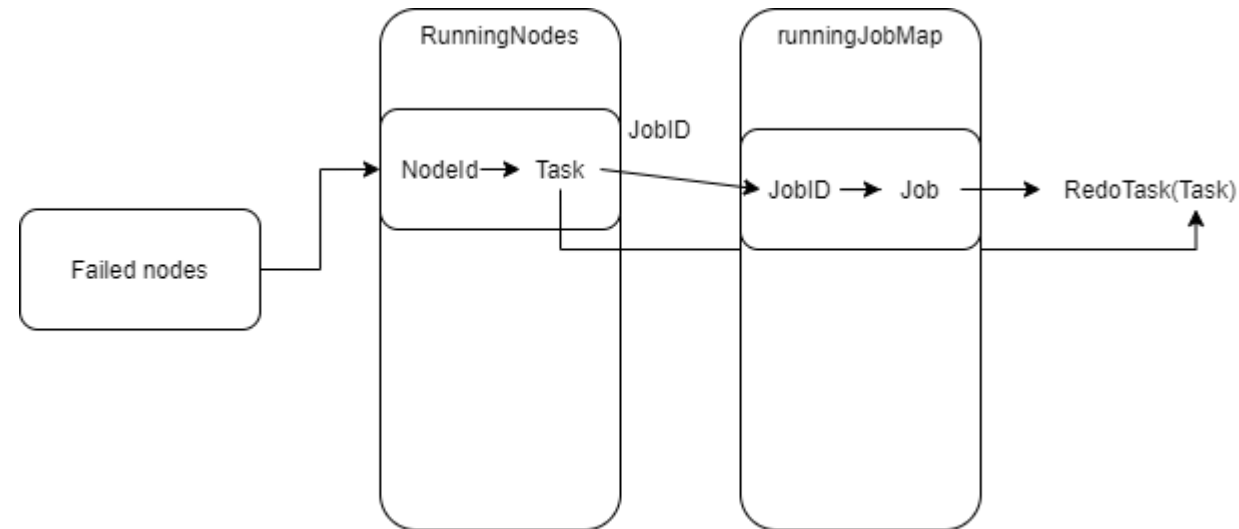 RunningNodes
runningJobMap
JobID
NodeId
Task
JobID
Job
RedoTask(Task)
Failed nodes